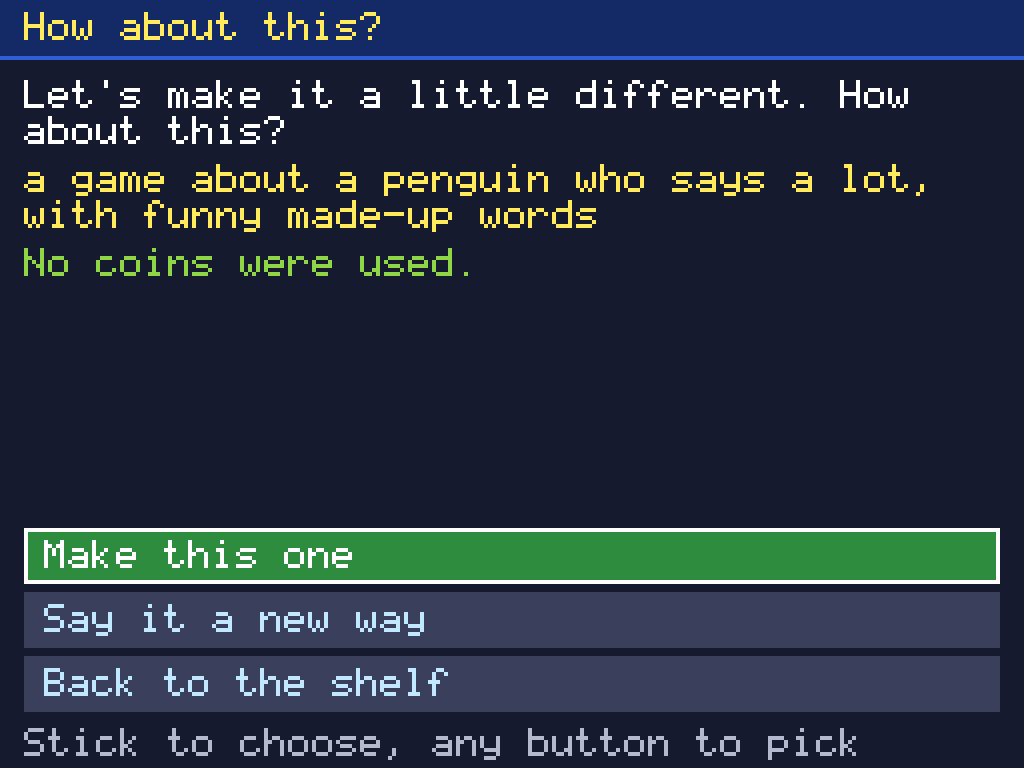 How about this?
Let's make it a little different. How
about this?
a game about a penguin who says a lot,
with funny made-up words
No coins were used.
Make this one
Say it a new way
Back to the shelf
Stick to choose, any button to pick